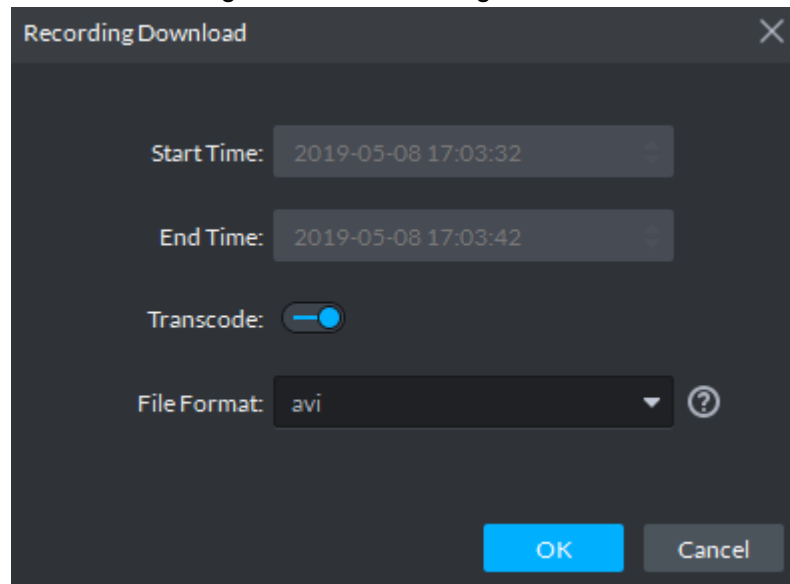 Recording Download
Start Time: 2019-05-08 17:03:32
End Time: 2019-05-08 17:03:42
Transcode:
File Format: avi
OK Cancel